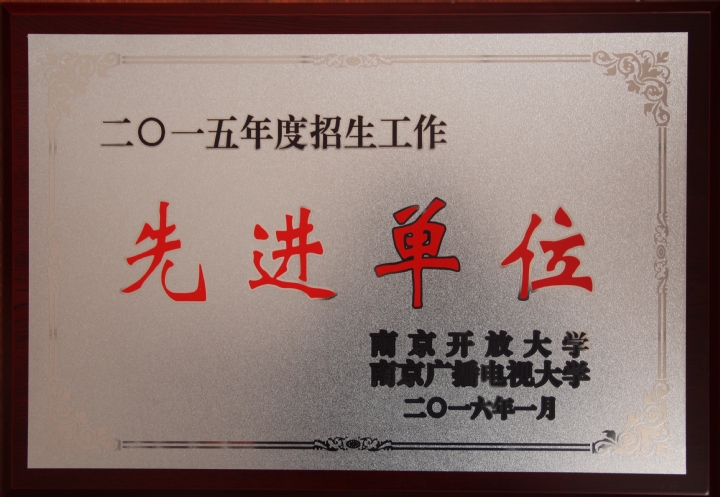 二〇一五年度招生工作
先进单位
南京开放大学
南京广播电视大学
二〇一六年一月